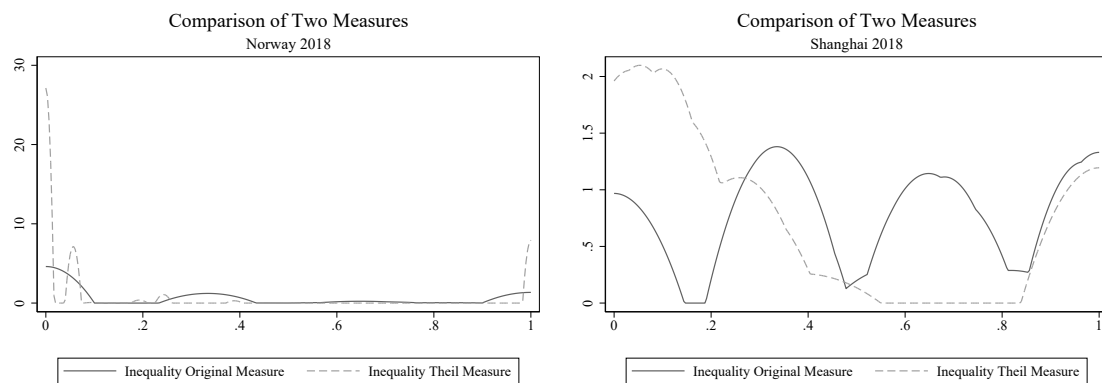 Comparison of Two Measures
Norway 2018
30
20
10
0
0 .2 .4 .6 .8 1
Inequality Original Measure Inequality Theil Measure
Comparison of Two Measures
Shanghai 2018
2
1.5
1
.5
0
0 .2 .4 .6 .8 1
Inequality Original Measure Inequality Theil Measure